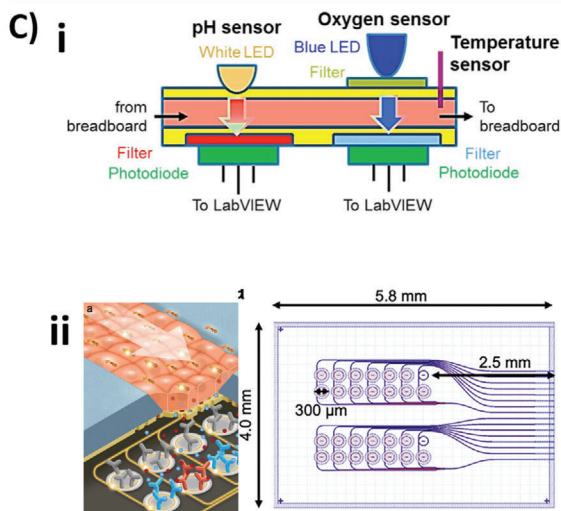 C) i
pH sensor
White LED
Oxygen sensor
Blue LED
Filter
Temperature
sensor
from
breadboard
To
breadboard
Filter
Photodiode
Filter
Photodiode
To LabVIEW
To LabVIEW
ii
a
5.8 mm
2.5 mm
300 µm
4.0 mm